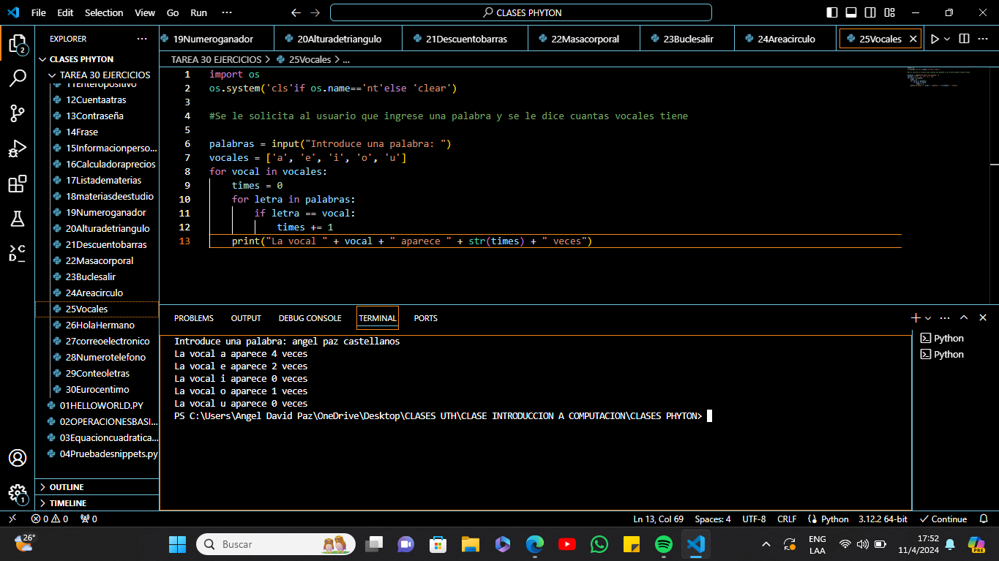 File Edit Selection View Go Run ··· CLASES PHYTON
2
EXPLORER ···
CLASES PHYTON
TAREA 30 EJERCICIOS
11Enteropositivo
12Cuentaatras
13Contraseña
14Frase
15Informacionperso...
16Calculadoraprecios
17Listadematerias
18materiasdeestudio
19Numeroganador
20Alturadetriangulo
21Descuentobarras
22Masacorporal
23Buclesalir
24Areacirculo
25Vocales
26HolaHermano
27correoelectronico
28Numerotelefono
29Conteoletras
30Eurocentimo
01HELLOWORLD.PY
02OPERACIONESBASI...
03Equacioncuadratica...
04Pruebadesnippets.py
OUTLINE
TIMELINE
1
19Numeroganador 20Alturadetriangulo 21Descuentobarras 22Masacorporal 23Buclesalir 24Areacirculo 25Vocales ···
TAREA 30 EJERCICIOS > 25Vocales > ...
1 import os
2 os.system('cls'if os.name=='nt'else 'clear')
3
4 #Se le solicita al usuario que ingrese una palabra y se le dice cuantas vocales tiene
5
6 palabras = input("Introduce una palabra: ")
7 vocales = ['a', 'e', 'i', 'o', 'u']
8 for vocal in vocales:
9     times = 0
10     for letra in palabras:
11         if letra == vocal:
12             times += 1
13     print("La vocal " + vocal + " aparece " + str(times) + " veces")
PROBLEMS OUTPUT DEBUG CONSOLE TERMINAL PORTS ···
Introduce una palabra: angel paz castellanos
La vocal a aparece 4 veces
La vocal e aparece 2 veces
La vocal i aparece 0 veces
La vocal o aparece 1 veces
La vocal u aparece 0 veces
PS C:\Users\Angel David Paz\OneDrive\Desktop\CLASES UTH\CLASE INTRODUCCION A COMPUTACION\CLASES PHYTON>
Python
Python
0 0 0 Ln 13, Col 69 Spaces: 4 UTF-8 CRLF Python 3.12.2 64-bit Continue
26° Buscar ENG LAA 17:52 11/4/2024 PRE